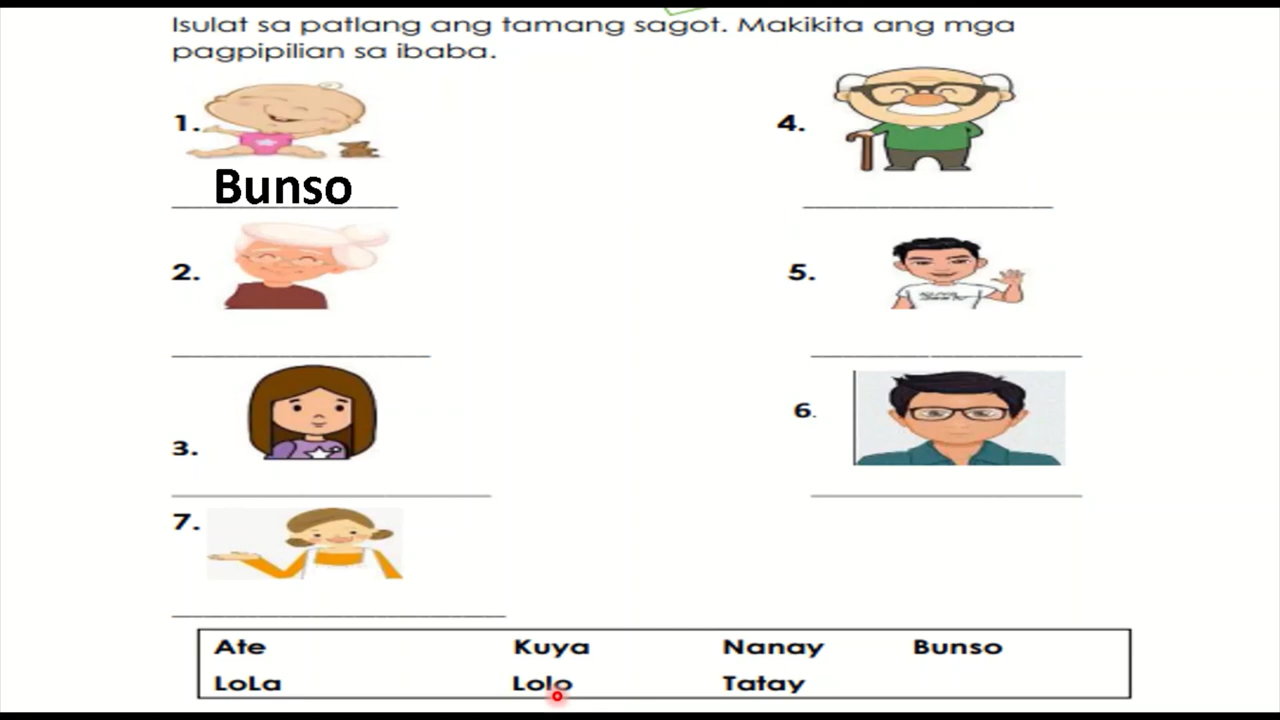 Isulat sa patlang ang tamang sagot. Makikita ang mga
pagpipilian sa ibaba.
1.
Bunso
2.
3.
7.
4.
5.
6.
Ate Kuya Nanay Bunso
LoLa Lolo Tatay